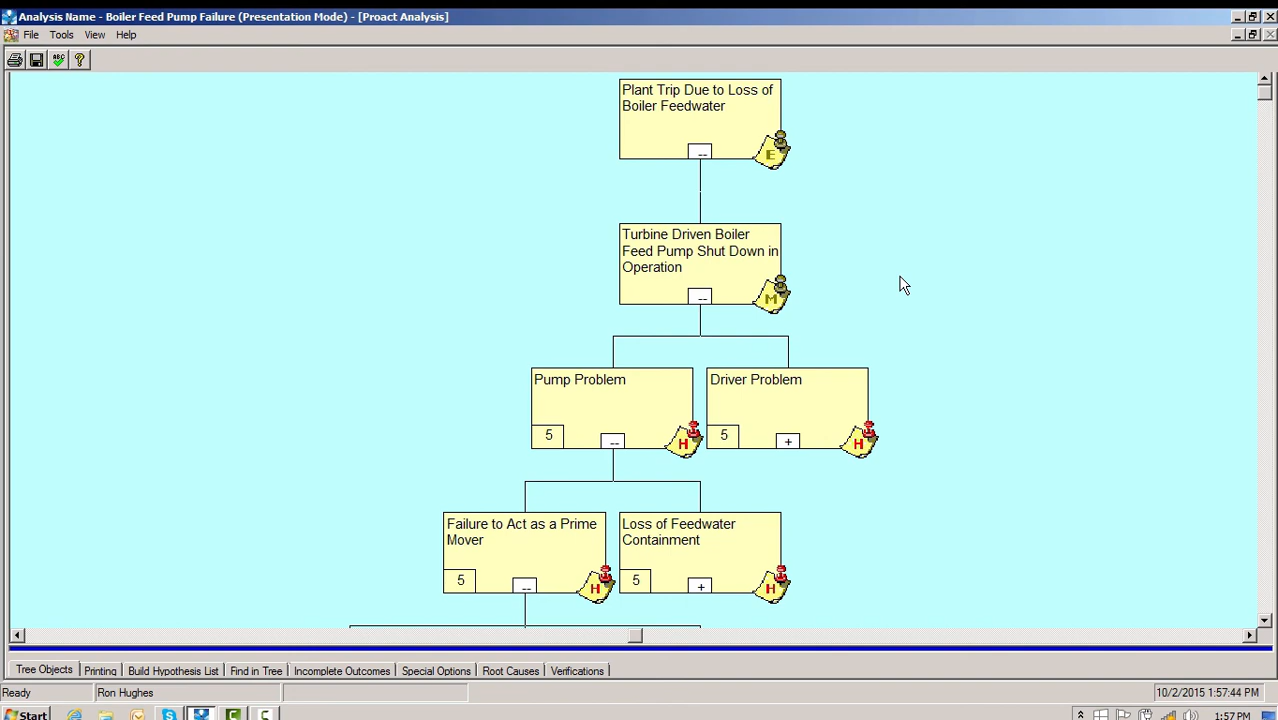 Analysis Name - Boiler Feed Pump Failure (Presentation Mode) - [Proact Analysis]
File Tools View Help
ABC
?
Plant Trip Due to Loss of
Boiler Feedwater
--
E
Turbine Driven Boiler
Feed Pump Shut Down in
Operation
--
M
Pump Problem
5
--
H
Driver Problem
5
+
H
Failure to Act as a Prime
Mover
5
--
H
Loss of Feedwater
Containment
5
+
H
Tree Objects Printing Build Hypothesis List Find in Tree Incomplete Outcomes Special Options Root Causes Verifications
Ready Ron Hughes 10/2/2015 1:57:44 PM
Start 1:57 PM